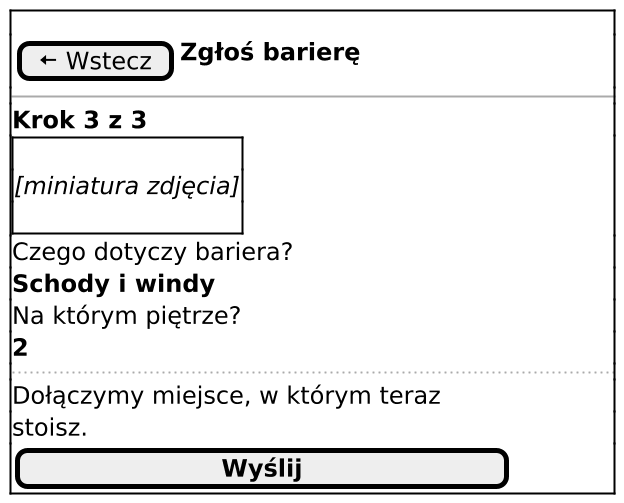 ← Wstecz Zgłoś barierę
Krok 3 z 3
[miniatura zdjęcia]
Czego dotyczy bariera?
Schody i windy
Na którym piętrze?
2
Dołączymy miejsce, w którym teraz
stoisz.
Wyślij